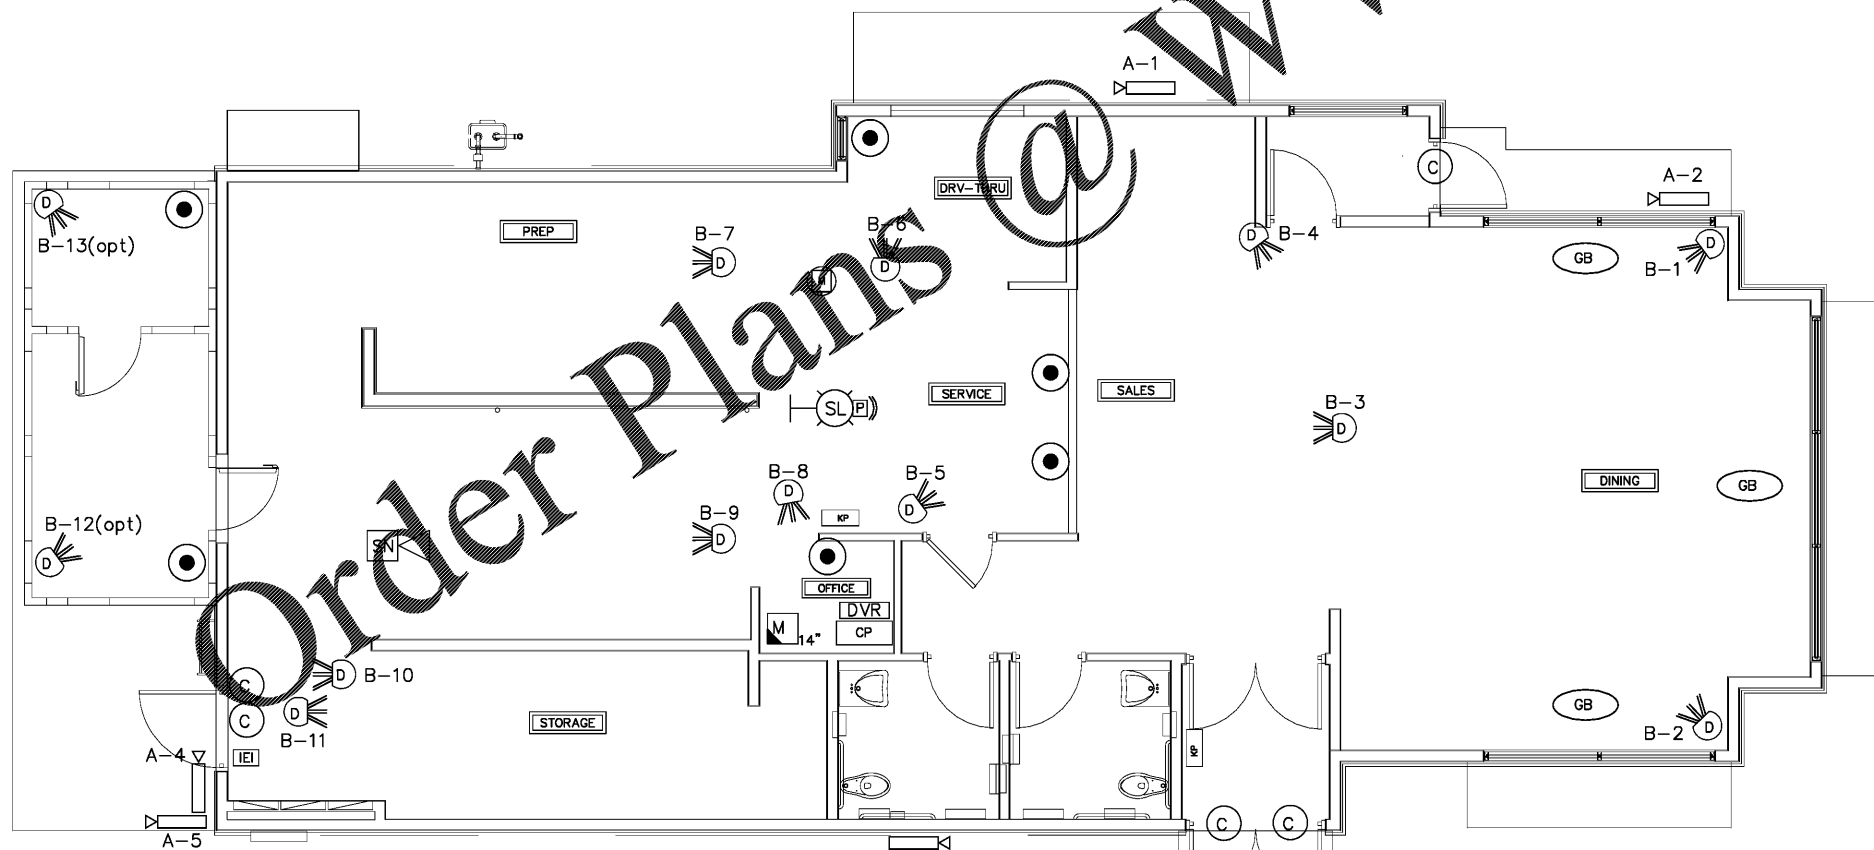 Order Plans @ W
A-1
A-2
D
B-13(opt)
PREP
DRV-THRU
B-7
D
B-6
D
M
D
B-4
GB
D
B-1
C
SERVICE
SALES
SL
P
B-3
D
DINING
GB
B-8
D
B-5
D
KP
B-9
D
B-12(opt)
D
SN
OFFICE
DVR
CP
M
14"
C
D
B-10
C
D
B-11
STORAGE
IEI
A-4
A-5
KP
C
C
GB
D
B-2